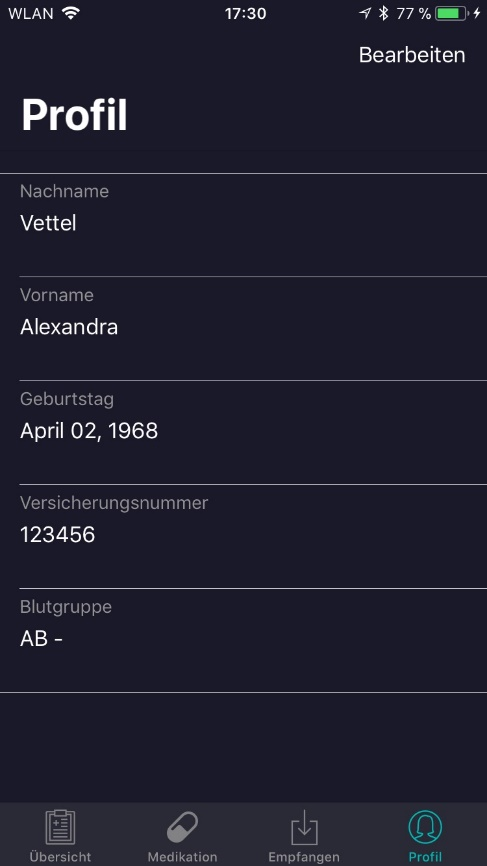 WLAN 17:30 77 %
Bearbeiten
Profil
Nachname
Vettel
Vorname
Alexandra
Geburtstag
April 02, 1968
Versicherungsnummer
123456
Blutgruppe
AB -
Übersicht Medikation Empfangen Profil